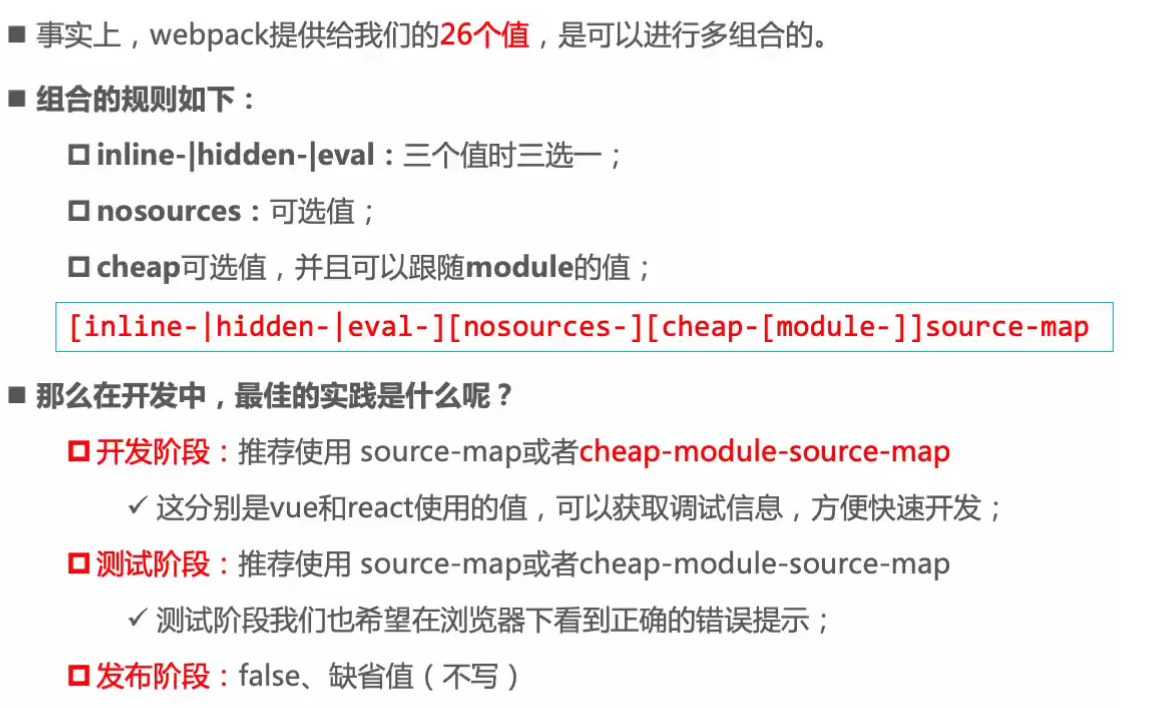 ■ 事实上，webpack提供给我们的26个值，是可以进行多组合的。
■ 组合的规则如下：
inline-|hidden-|eval：三个值时三选一；
nosources：可选值；
cheap可选值，并且可以跟随module的值；
[inline-|hidden-|eval-][nosources-][cheap-[module-]]source-map
■ 那么在开发中，最佳的实践是什么呢？
开发阶段：推荐使用 source-map或者cheap-module-source-map
✓ 这分别是vue和react使用的值，可以获取调试信息，方便快速开发；
测试阶段：推荐使用 source-map或者cheap-module-source-map
✓ 测试阶段我们也希望在浏览器下看到正确的错误提示；
发布阶段：false、缺省值（不写）